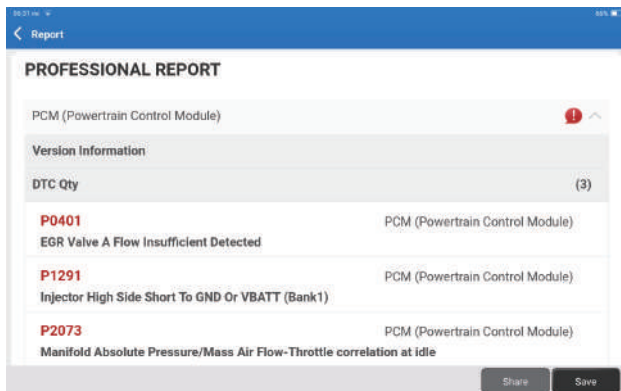 Report
PROFESSIONAL REPORT
PCM (Powertrain Control Module)
Version Information
DTC Qty (3)
P0401 PCM (Powertrain Control Module)
EGR Valve A Flow Insufficient Detected
P1291 PCM (Powertrain Control Module)
Injector High Side Short To GND Or VBATT (Bank1)
P2073 PCM (Powertrain Control Module)
Manifold Absolute Pressure/Mass Air Flow-Throttle correlation at idle
Share Save